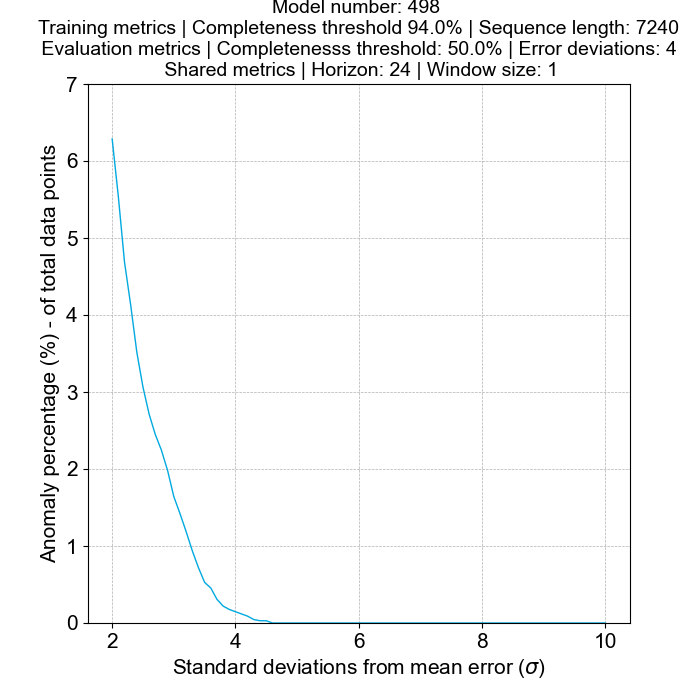 Model number: 498
Training metrics | Completeness threshold 94.0% | Sequence length: 7240
Evaluation metrics | Completenesss threshold: 50.0% | Error deviations: 4
Shared metrics | Horizon: 24 | Window size: 1
7
6
5
4
3
2
1
0
Anomaly percentage (%) - of total data points
2 4 6 8 10
Standard deviations from mean error (σ)